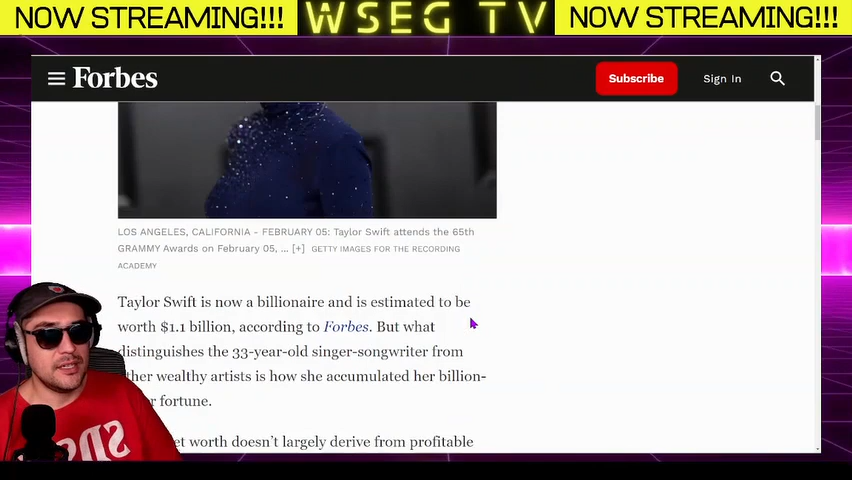 NOW STREAMING!!! WSEG TV NOW STREAMING!!!
Forbes Subscribe Sign In
LOS ANGELES, CALIFORNIA - FEBRUARY 05: Taylor Swift attends the 65th
GRAMMY Awards on February 05, ... [+] GETTY IMAGES FOR THE RECORDING
ACADEMY
Taylor Swift is now a billionaire and is estimated to be
worth $1.1 billion, according to Forbes. But what
distinguishes the 33-year-old singer-songwriter from
wealthy artists is how she accumulated her billion-
fortune.
worth doesn't largely derive from profitable